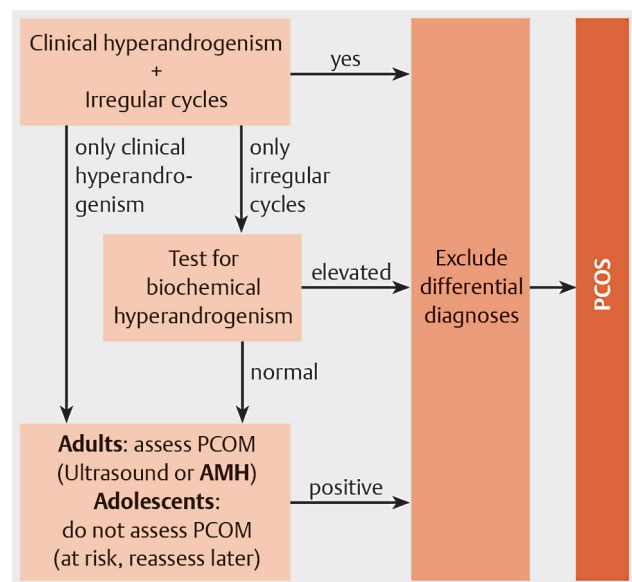 Clinical hyperandrogenism
+
Irregular cycles
yes
only clinical
hyperandro-
genism
only
irregular
cycles
Test for
biochemical
hyperandrogenism
elevated
Exclude
differential
diagnoses
PCOS
normal
Adults: assess PCOM
(Ultrasound or AMH)
Adolescents:
do not assess PCOM
(at risk, reassess later)
positive